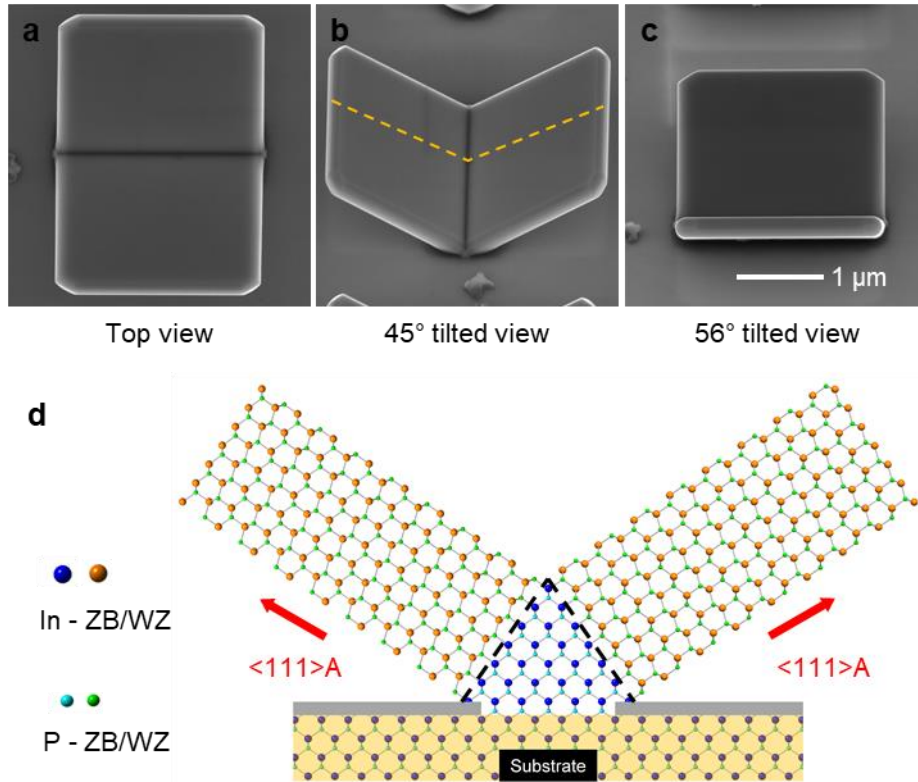 a
b
c
1 μm
Top view
45° tilted view
56° tilted view
d
In - ZB/WZ
P - ZB/WZ
<111>A
<111>A
Substrate